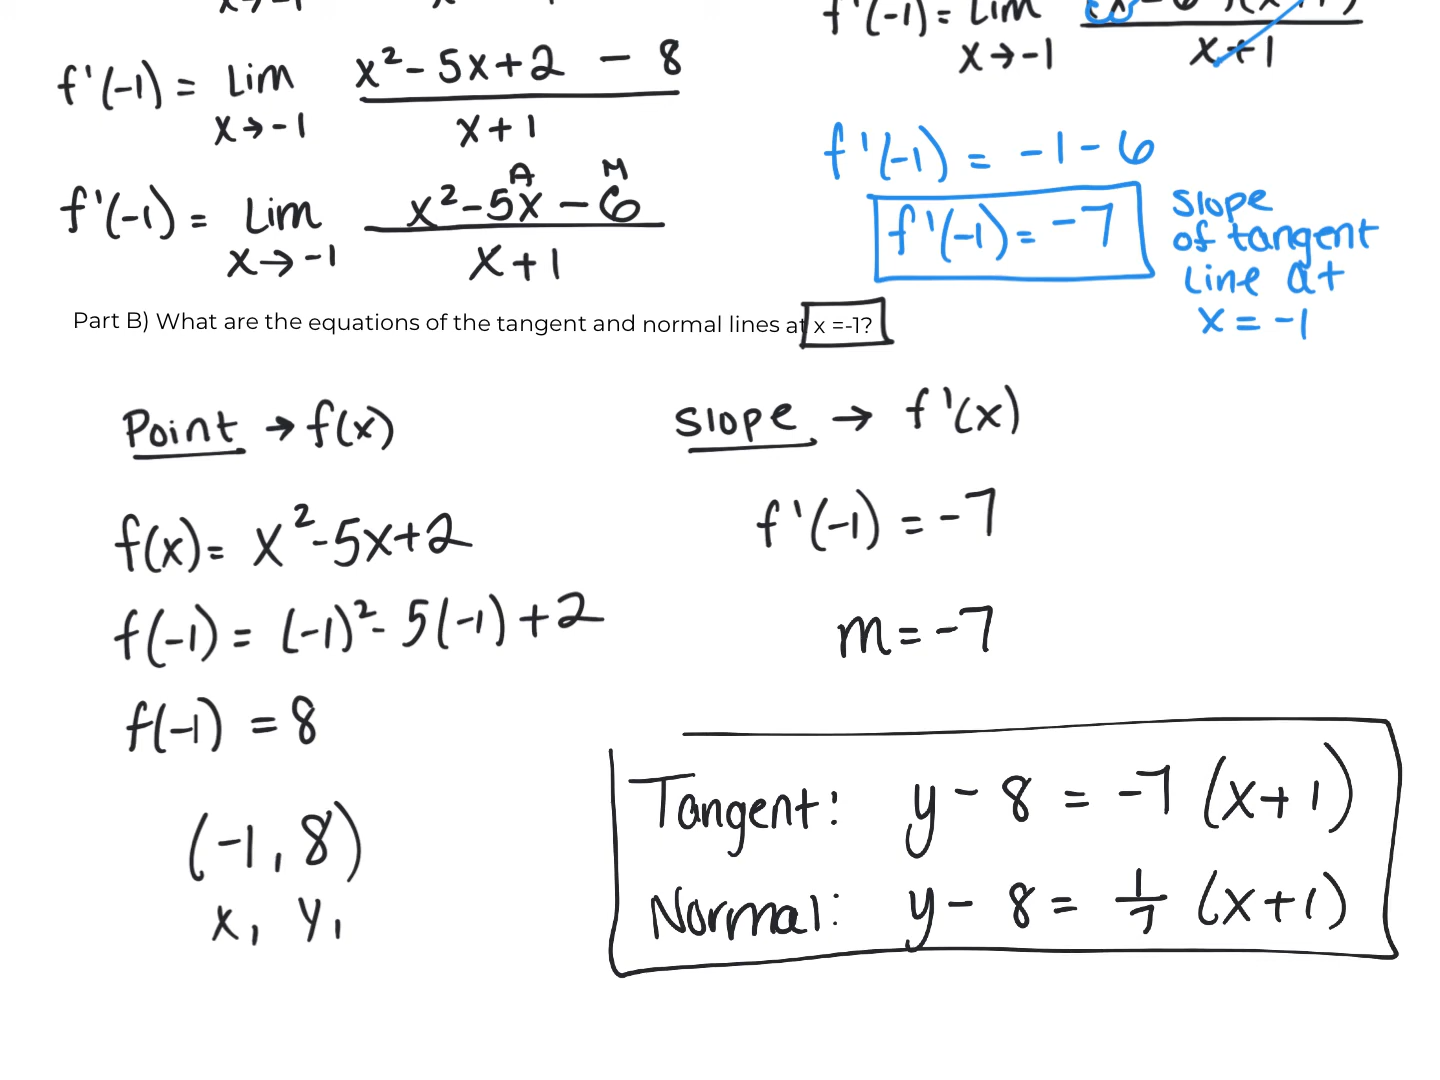 f'(-1) = Lim x→-1 x² - 5x + 2 - 8 / x + 1
f'(-1) = Lim x→-1 x² - 5x - 6 / x + 1
A M
f'(-1) = Lim x→-1 / x + 1
f'(-1) = -1 - 6
f'(-1) = -7
Slope
of tangent
Line at
x = -1
Part B) What are the equations of the tangent and normal lines at x =-1?
Point → f(x)
f(x) = x² - 5x + 2
f(-1) = (-1)² - 5(-1) + 2
f(-1) = 8
(-1, 8)
x₁ y₁
Slope → f'(x)
f'(-1) = -7
m = -7
Tangent: y - 8 = -7 (x + 1)
Normal: y - 8 = 1/7 (x + 1)